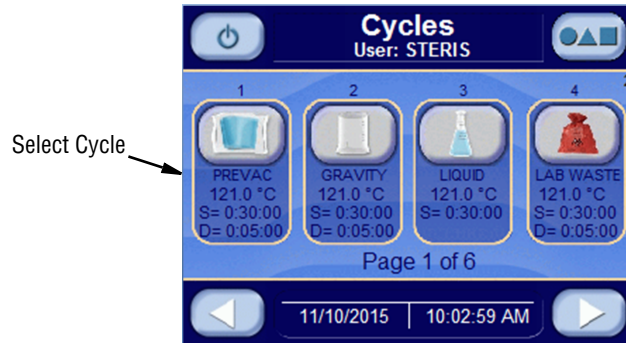 Cycles
User: STERIS
1 2 3 4
Select Cycle
PREVAC GRAVITY LIQUID LAB WASTE
121.0 °C 121.0 °C 121.0 °C 121.0 °C
S= 0:30:00 S= 0:30:00 S= 0:30:00 S= 0:30:00
D= 0:05:00 D= 0:05:00 D= 0:05:00
Page 1 of 6
11/10/2015 10:02:59 AM